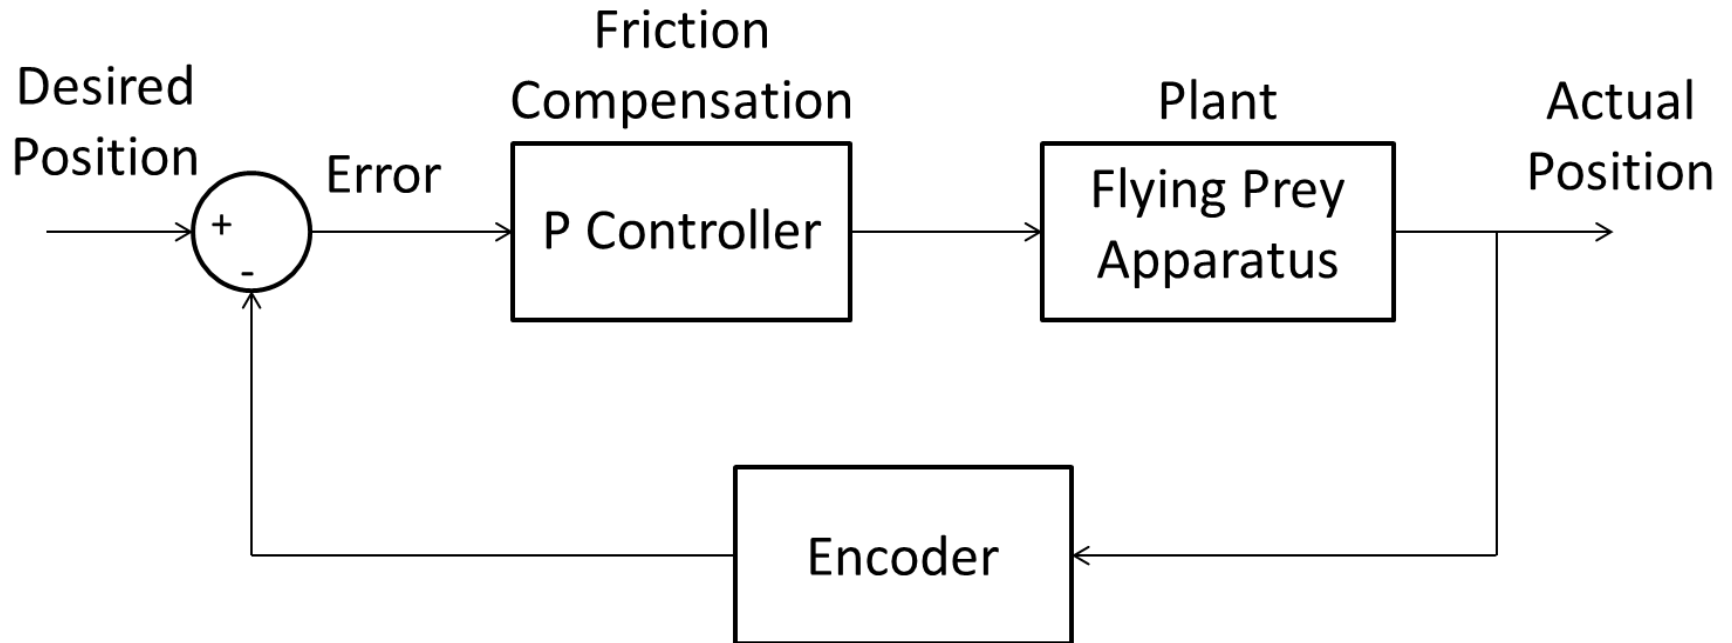 Desired
Position
+
-
Error
Friction
Compensation
P Controller
Plant
Flying Prey
Apparatus
Actual
Position
Encoder